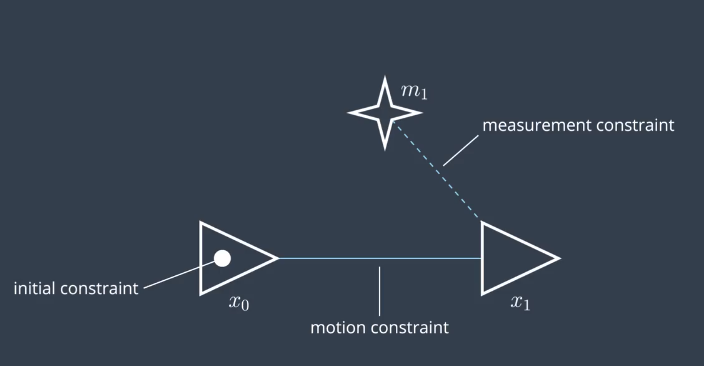 m₁
measurement constraint
initial constraint
x₀
x₁
motion constraint